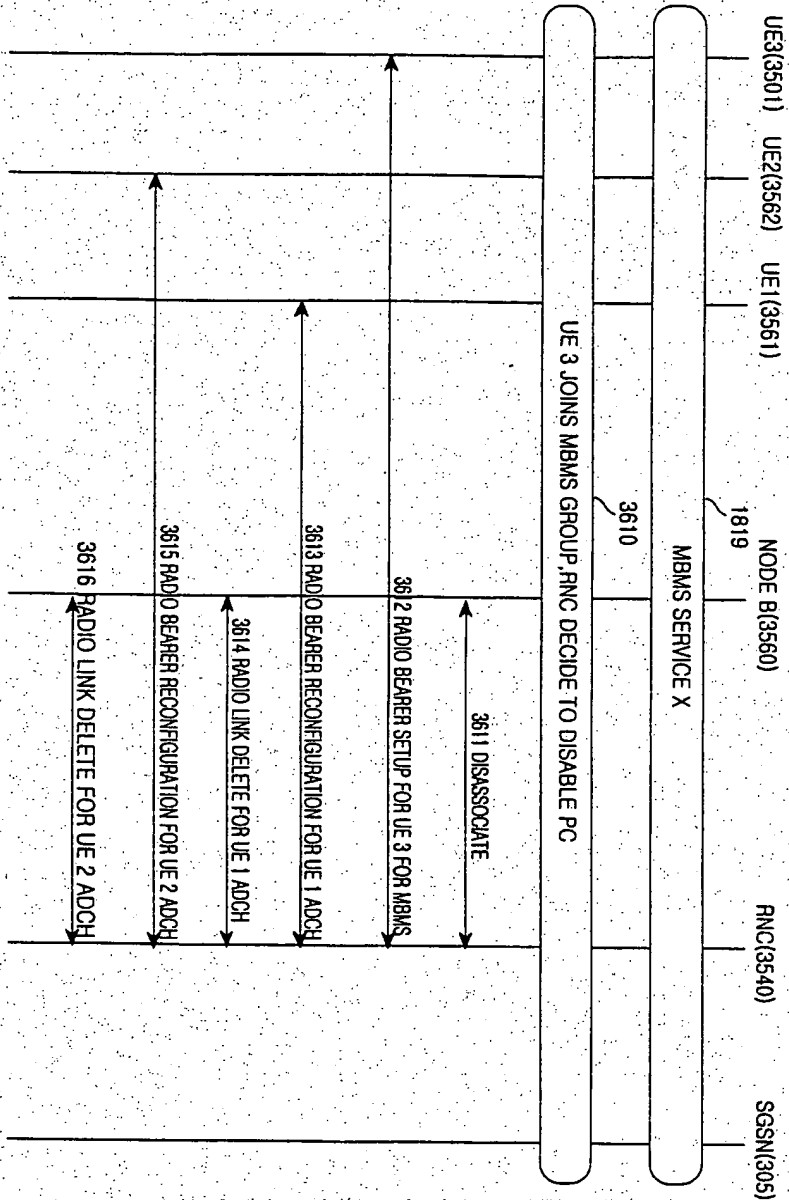 UE3(3501)
UE2(3562)
UE1(3561)
NODE B(3560)
RNC(3540)
SGSN(305)
1819
MBMS SERVICE X
3610
UE 3 JOINS MBMS GROUP,RNC DECIDE TO DISABLE PC
3611 DISASSOCIATE
3612 RADIO BEARER SETUP FOR UE 3 FOR MBMS
3613 RADIO BEARER RECONFIGURATION FOR UE 1 ADCH
3614 RADIO LINK DELETE FOR UE 1 ADCH
3615 RADIO BEARER RECONFIGURATION FOR UE 2 ADCH
3616 RADIO LINK DELETE FOR UE 2 ADCH